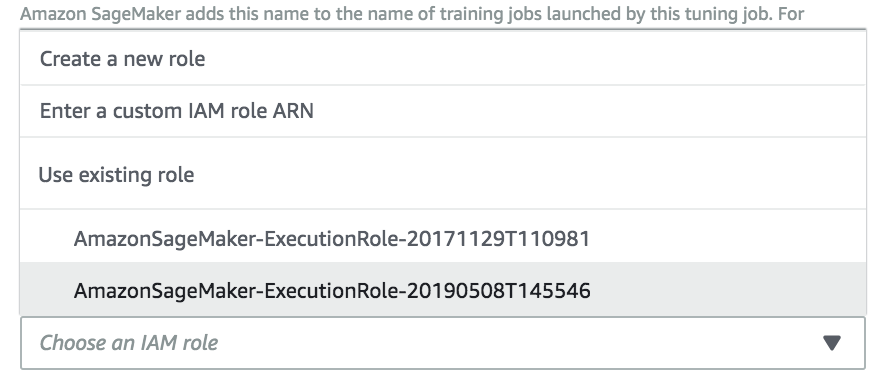 Amazon SageMaker adds this name to the name of training jobs launched by this tuning job. For
Create a new role
Enter a custom IAM role ARN
Use existing role
AmazonSageMaker-ExecutionRole-20171129T110981
AmazonSageMaker-ExecutionRole-20190508T145546
Choose an IAM role